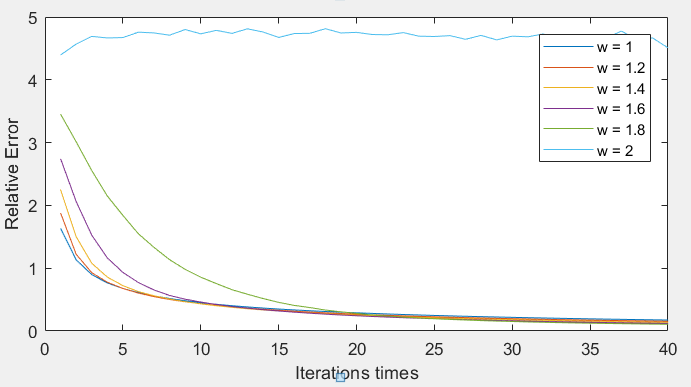 5
4
3
2
1
0
0
5
10
15
20
25
30
35
40
Relative Error
Iterations times
w = 1
w = 1.2
w = 1.4
w = 1.6
w = 1.8
w = 2